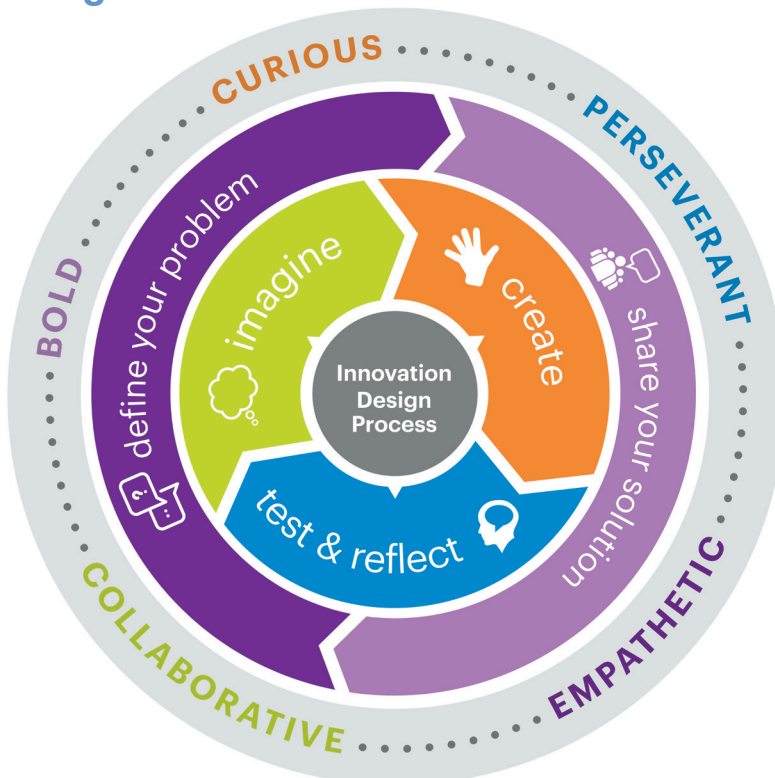 CURIOUS
PERSEVERANT
EMPATHETIC
COLLABORATIVE
BOLD
define your problem
share your solution
imagine
create
test & reflect
Innovation
Design
Process